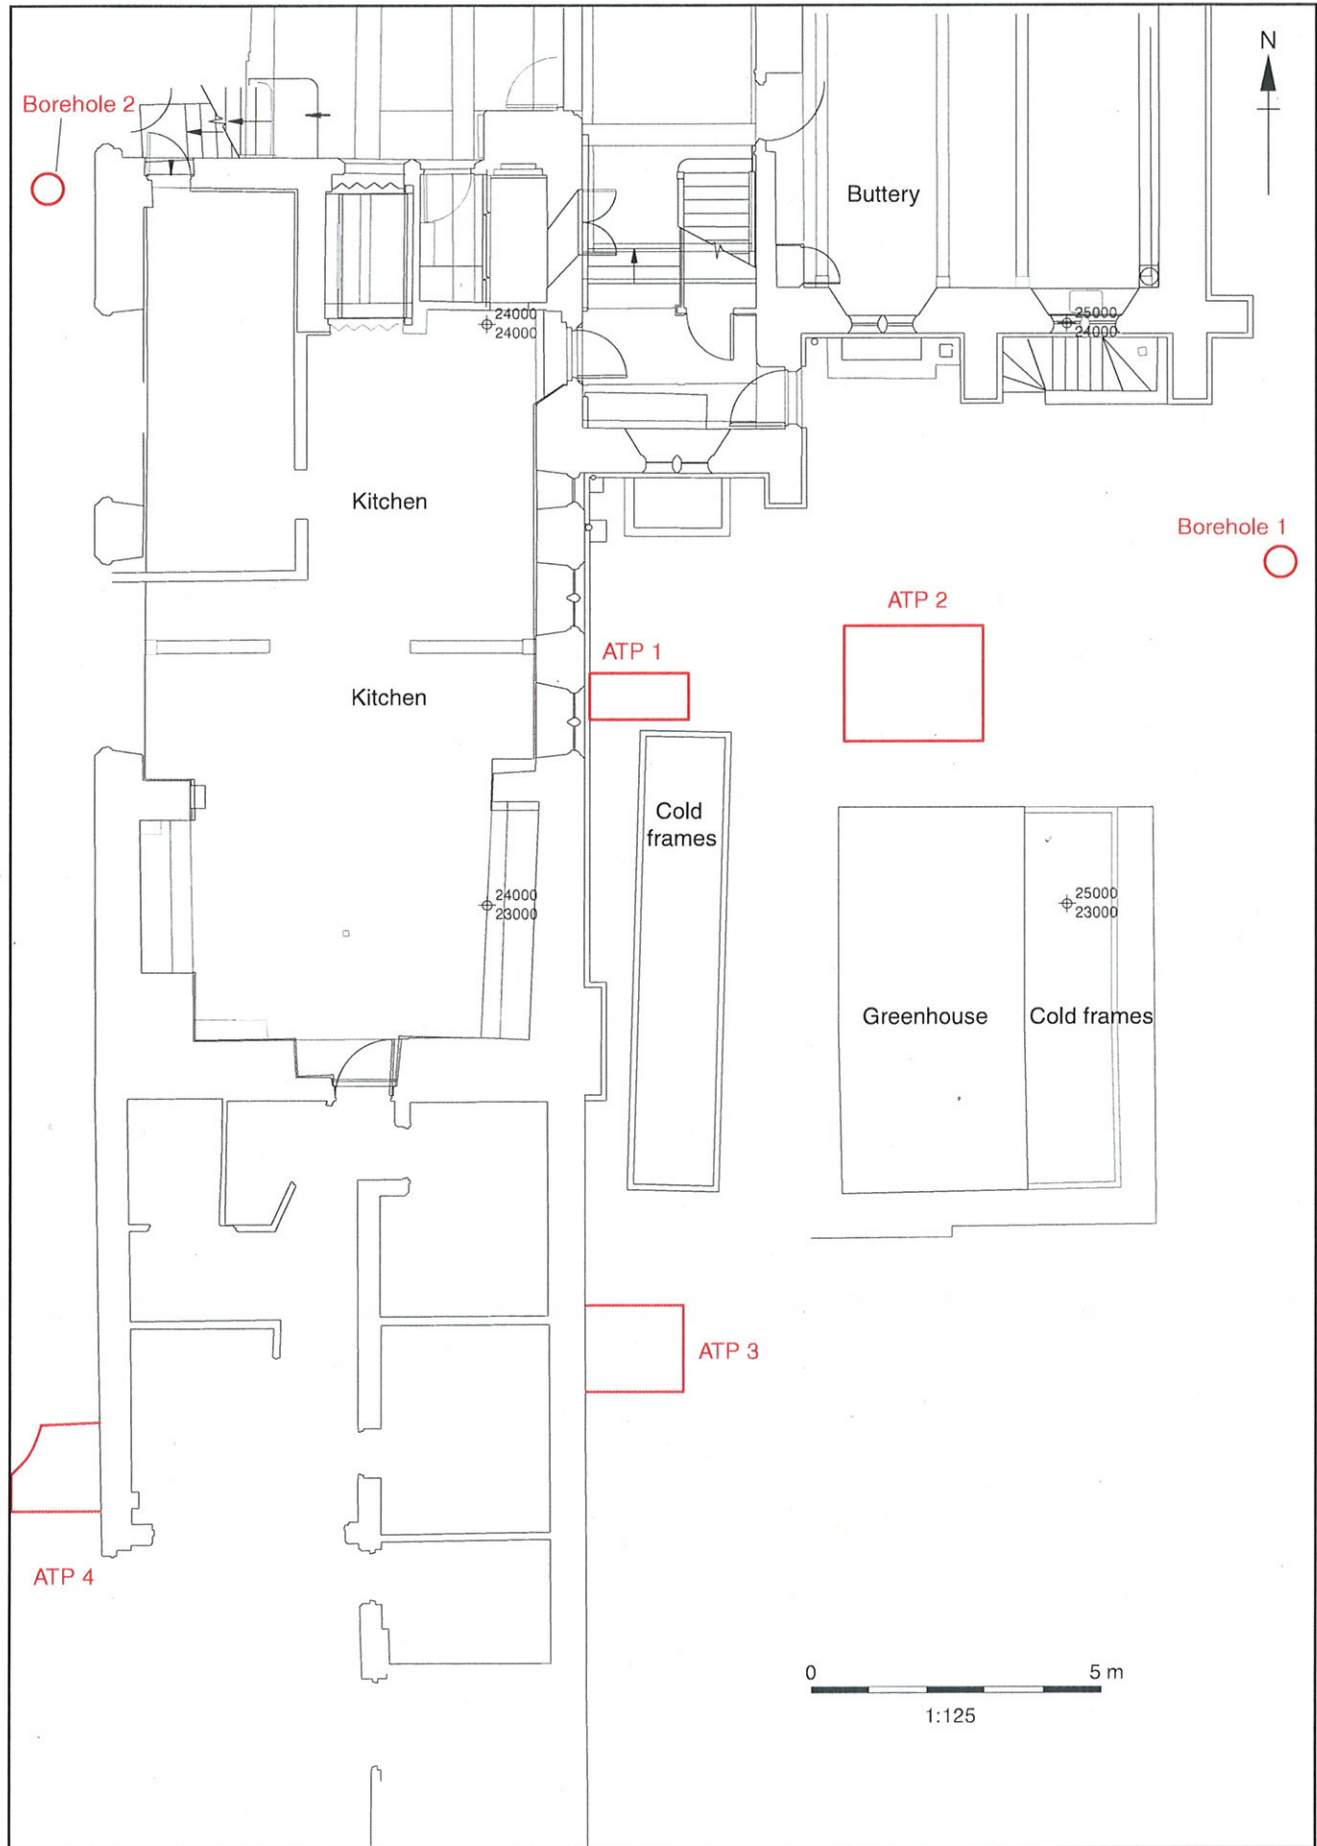 N
Borehole 2
Buttery
24000
24000
25000
24000
Kitchen
Borehole 1
ATP 2
ATP 1
Kitchen
Cold
frames
24000
23000
25000
23000
Greenhouse
Cold frames
ATP 3
ATP 4
0
5 m
1:125